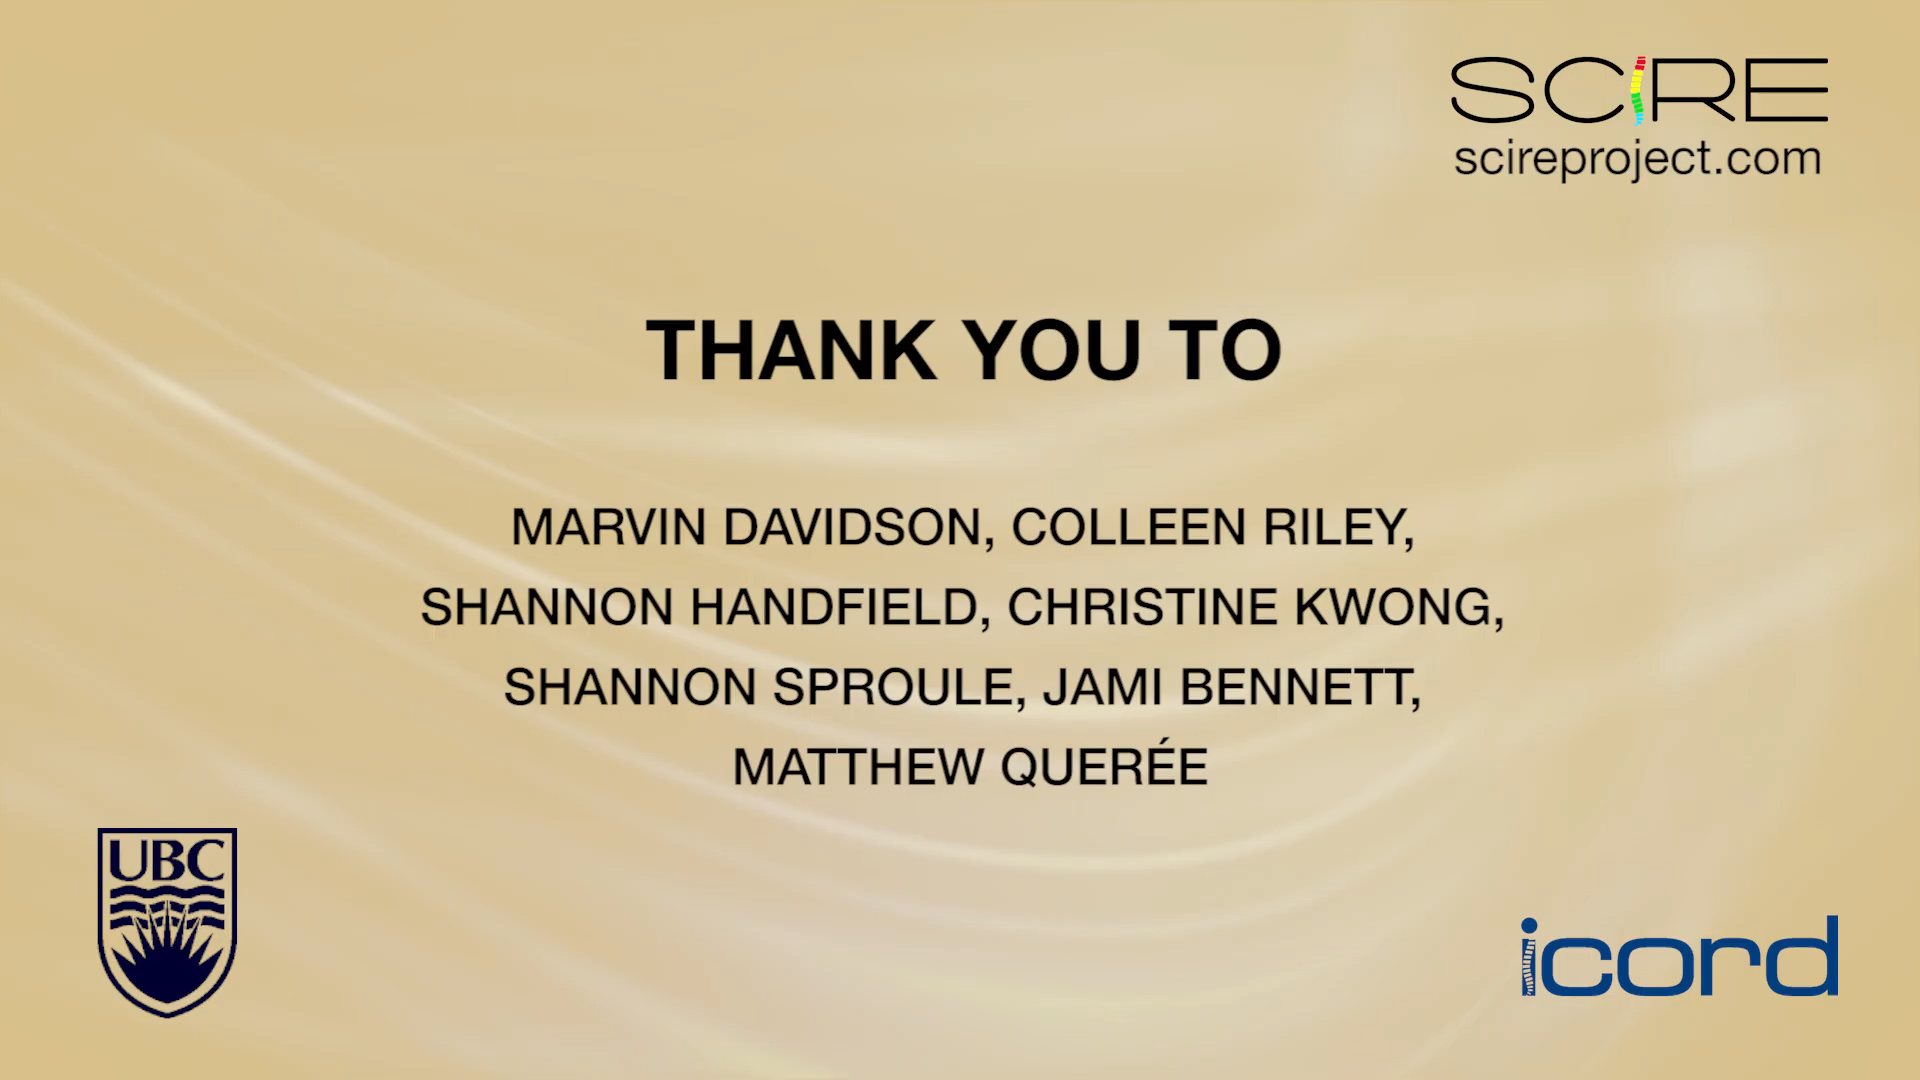 SCIRE
scireproject.com
THANK YOU TO
MARVIN DAVIDSON, COLLEEN RILEY,
SHANNON HANDFIELD, CHRISTINE KWONG,
SHANNON SPROULE, JAMI BENNETT,
MATTHEW QUERÉE
UBC
icord